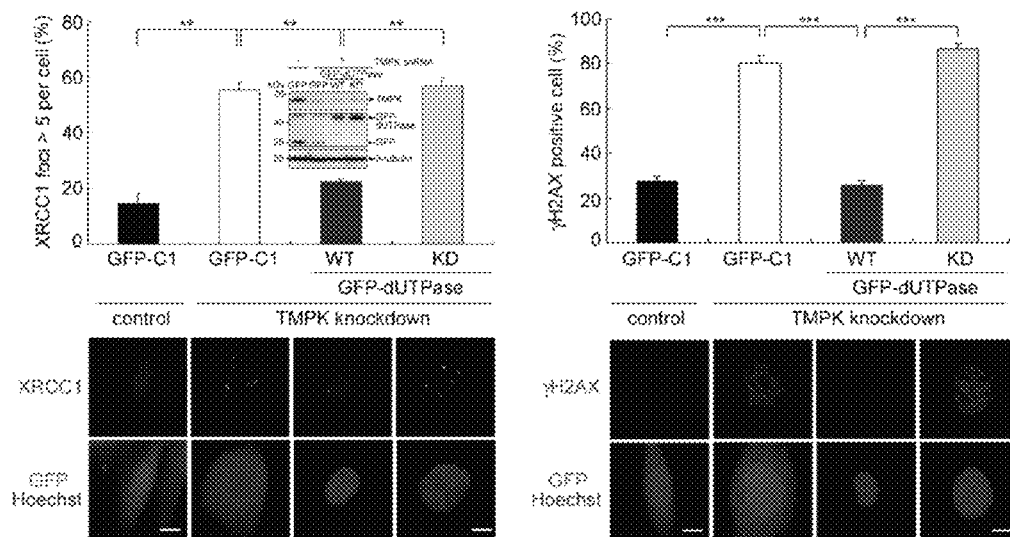 XRCC1 foci > 5 per cell (%)
80
60
40
20
0
**
**
**
TMPK
GFP
GFP-C1
GFP-C1
WT
KD
GFP-dUTPase
control
TMPK knockdown
XRCC1
GFP
Hoechst
γH2AX positive cell (%)
100
80
60
40
20
0
***
***
***
GFP-C1
GFP-C1
WT
KD
GFP-dUTPase
control
TMPK knockdown
γH2AX
GFP
Hoechst